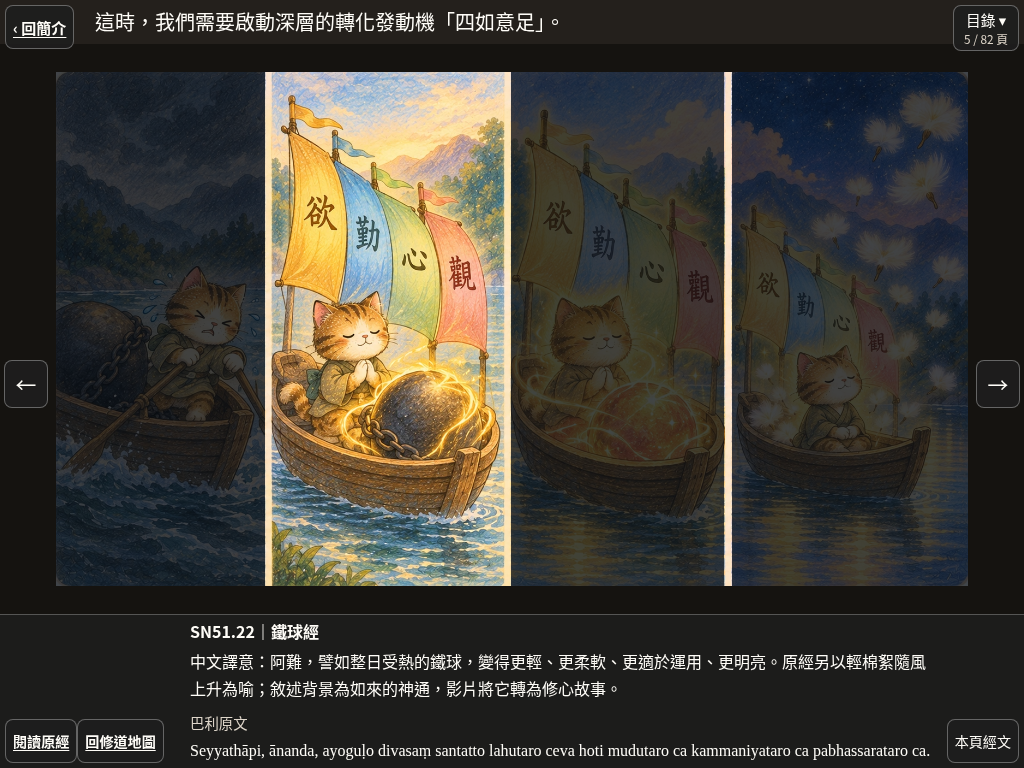 ‹ 回簡介
這時，我們需要啟動深層的轉化發動機「四如意足」。
目錄 ▾
5 / 82 頁
欲
勤
心
觀
欲
勤
心
觀
欲
勤
心
觀
←
→
SN51.22｜鐵球經
中文譯意：阿難，譬如整日受熱的鐵球，變得更輕、更柔軟、更適於運用、更明亮。原經另以輕棉絮隨風
上升為喻；敘述背景為如來的神通，影片將它轉為修心故事。
巴利原文
Seyyathāpi, ānanda, ayoguḷo divasaṃ santatto lahutaro ceva hoti mudutaro ca kammaniyataro ca pabhassarataro ca.
閱讀原經
回修道地圖
本頁經文